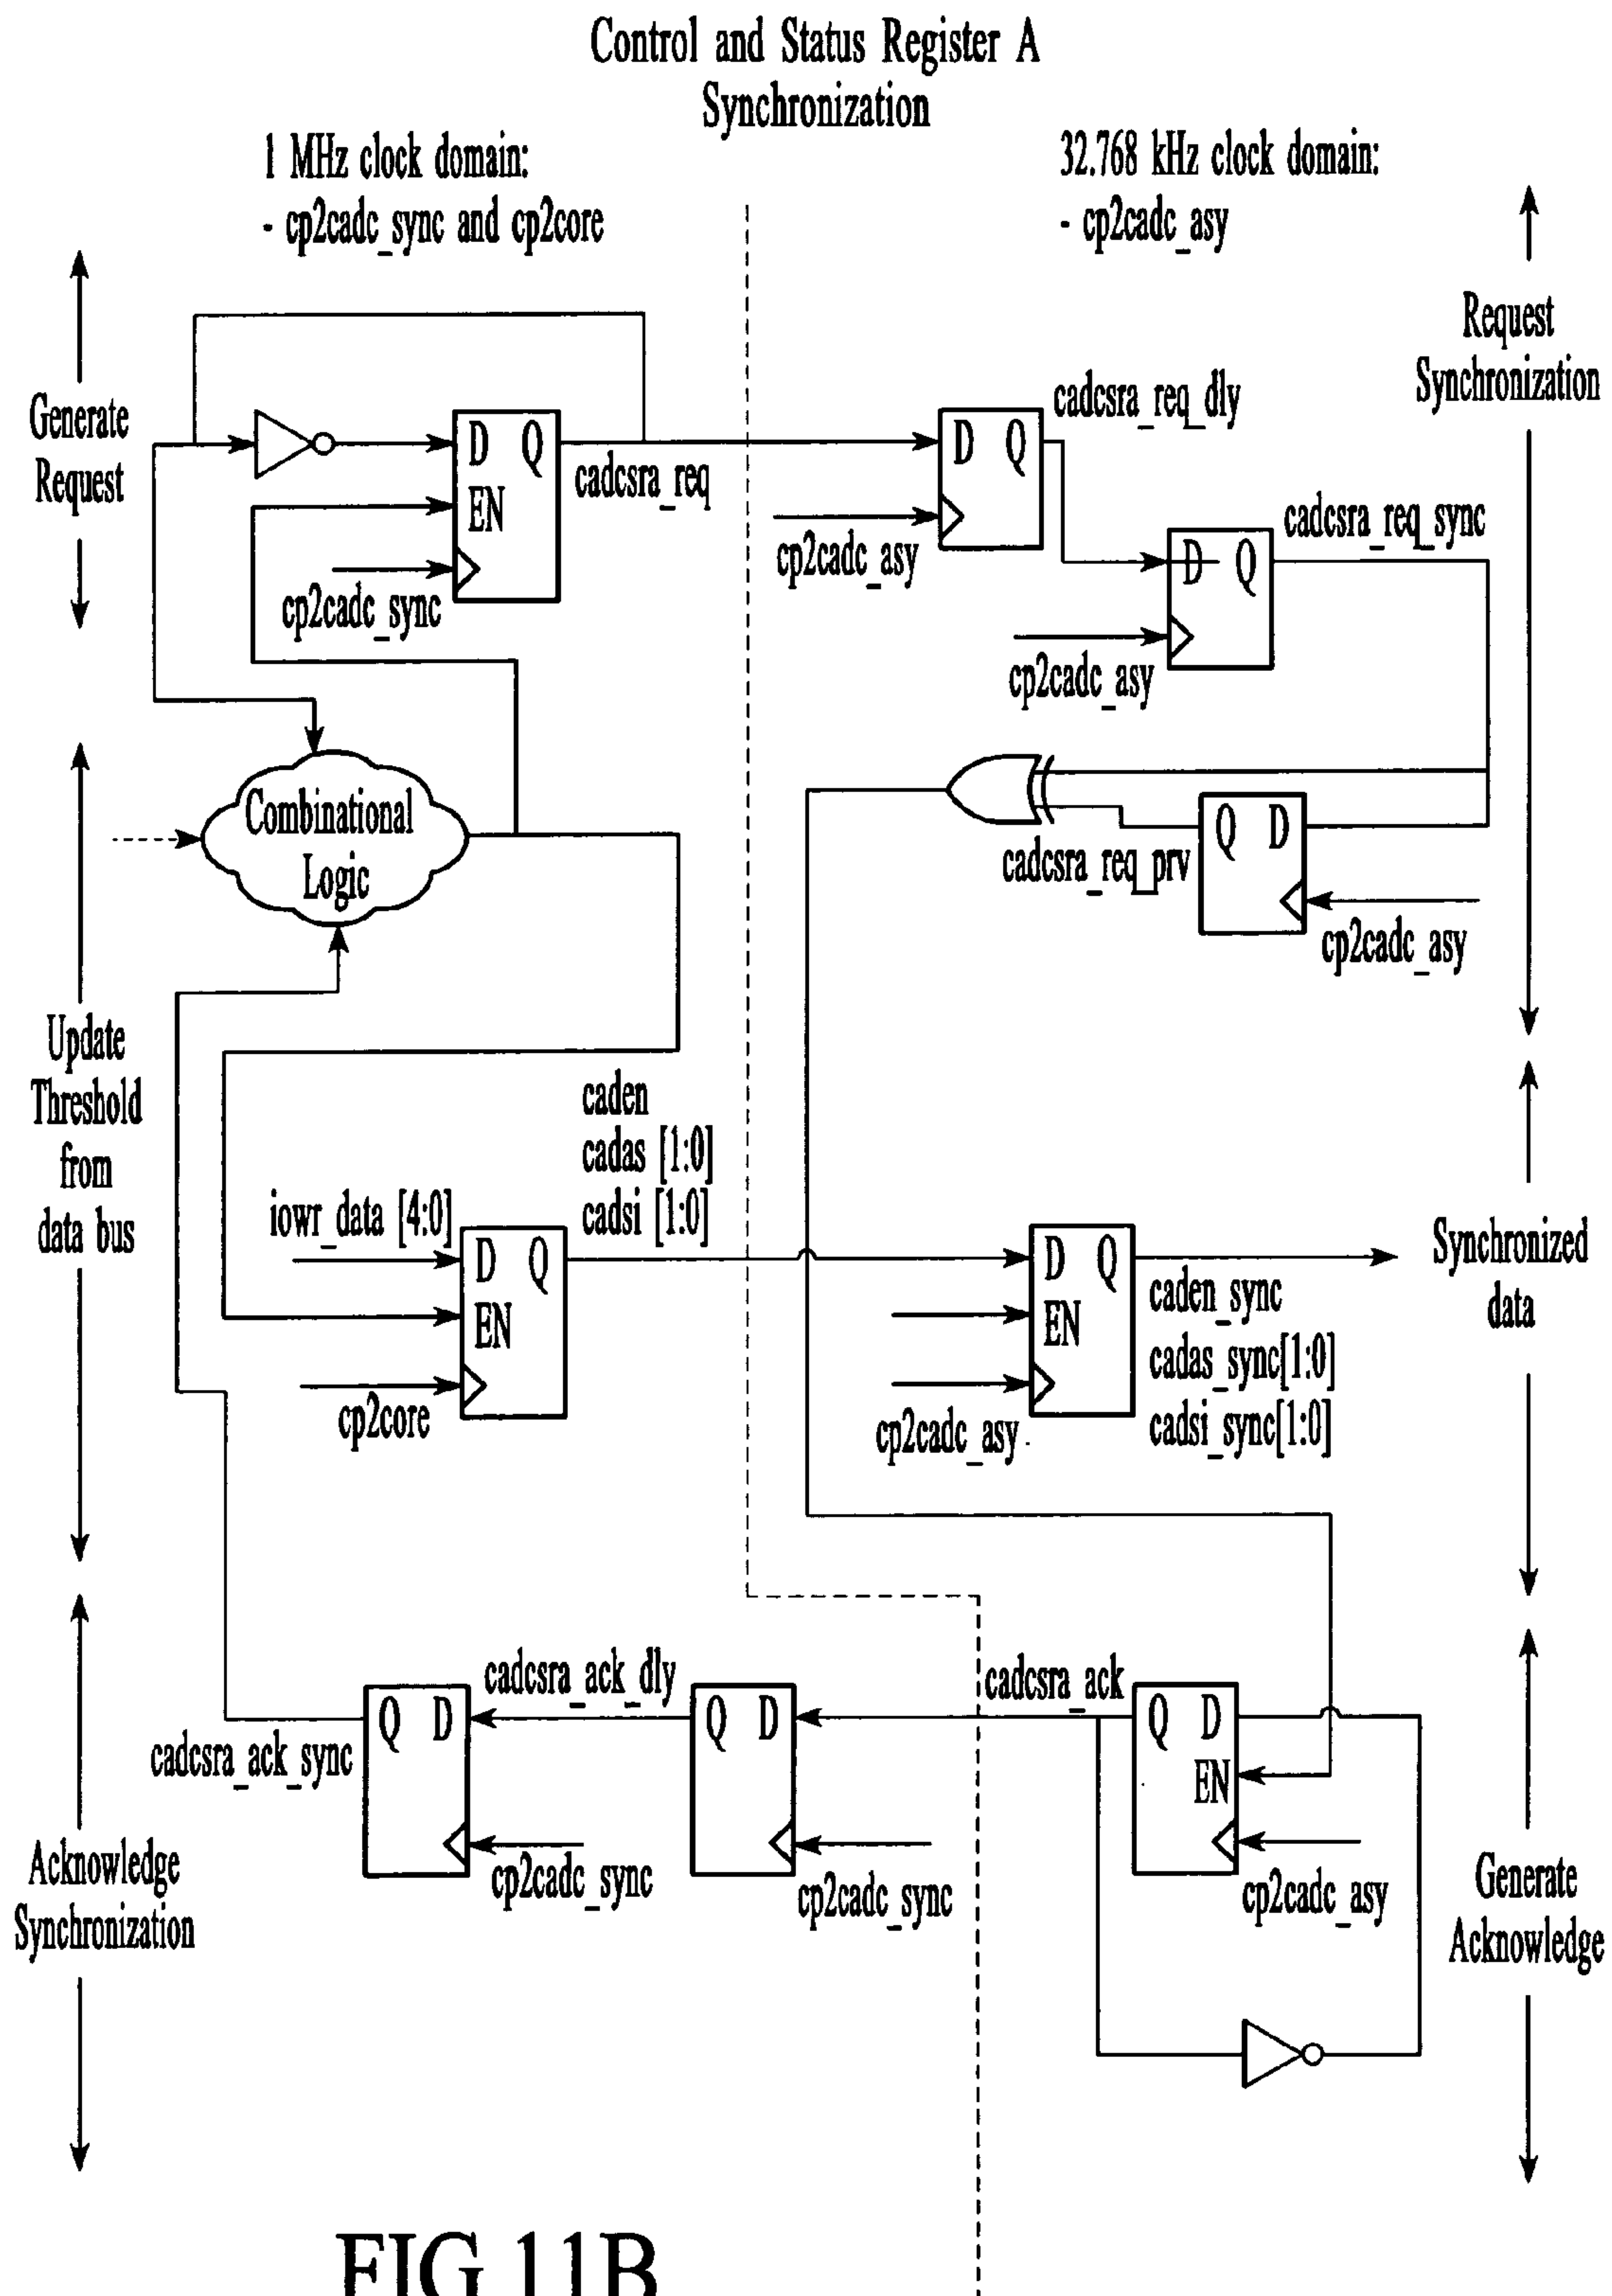 Control and Status Register A
Synchronization
1 MHz clock domain:
- cp2cadc_sync and cp2core
32.768 kHz clock domain:
- cp2cadc_asy
Generate
Request
Request
Synchronization
D Q
EN
cadcsra_req
cp2cadc_sync
D Q
cadcsra_req_dly
cp2cadc_asy
D Q
cadcsra_req_sync
cp2cadc_asy
Combinational
Logic
Q D
cadcsra_req_prv
cp2cadc_asy
Update
Threshold
from
data bus
caden
cadas [1:0]
cadsi [1:0]
iowr_data [4:0]
D Q
EN
cp2core
D Q
EN
cp2cadc_asy
caden_sync
cadas_sync[1:0]
cadsi_sync[1:0]
Synchronized
data
cadcsra_ack_dly
cadcsra_ack
Q D
cadcsra_ack_sync
cp2cadc_sync
Q D
cp2cadc_sync
Q D
EN
cp2cadc_asy
Acknowledge
Synchronization
Generate
Acknowledge
FIG.11B